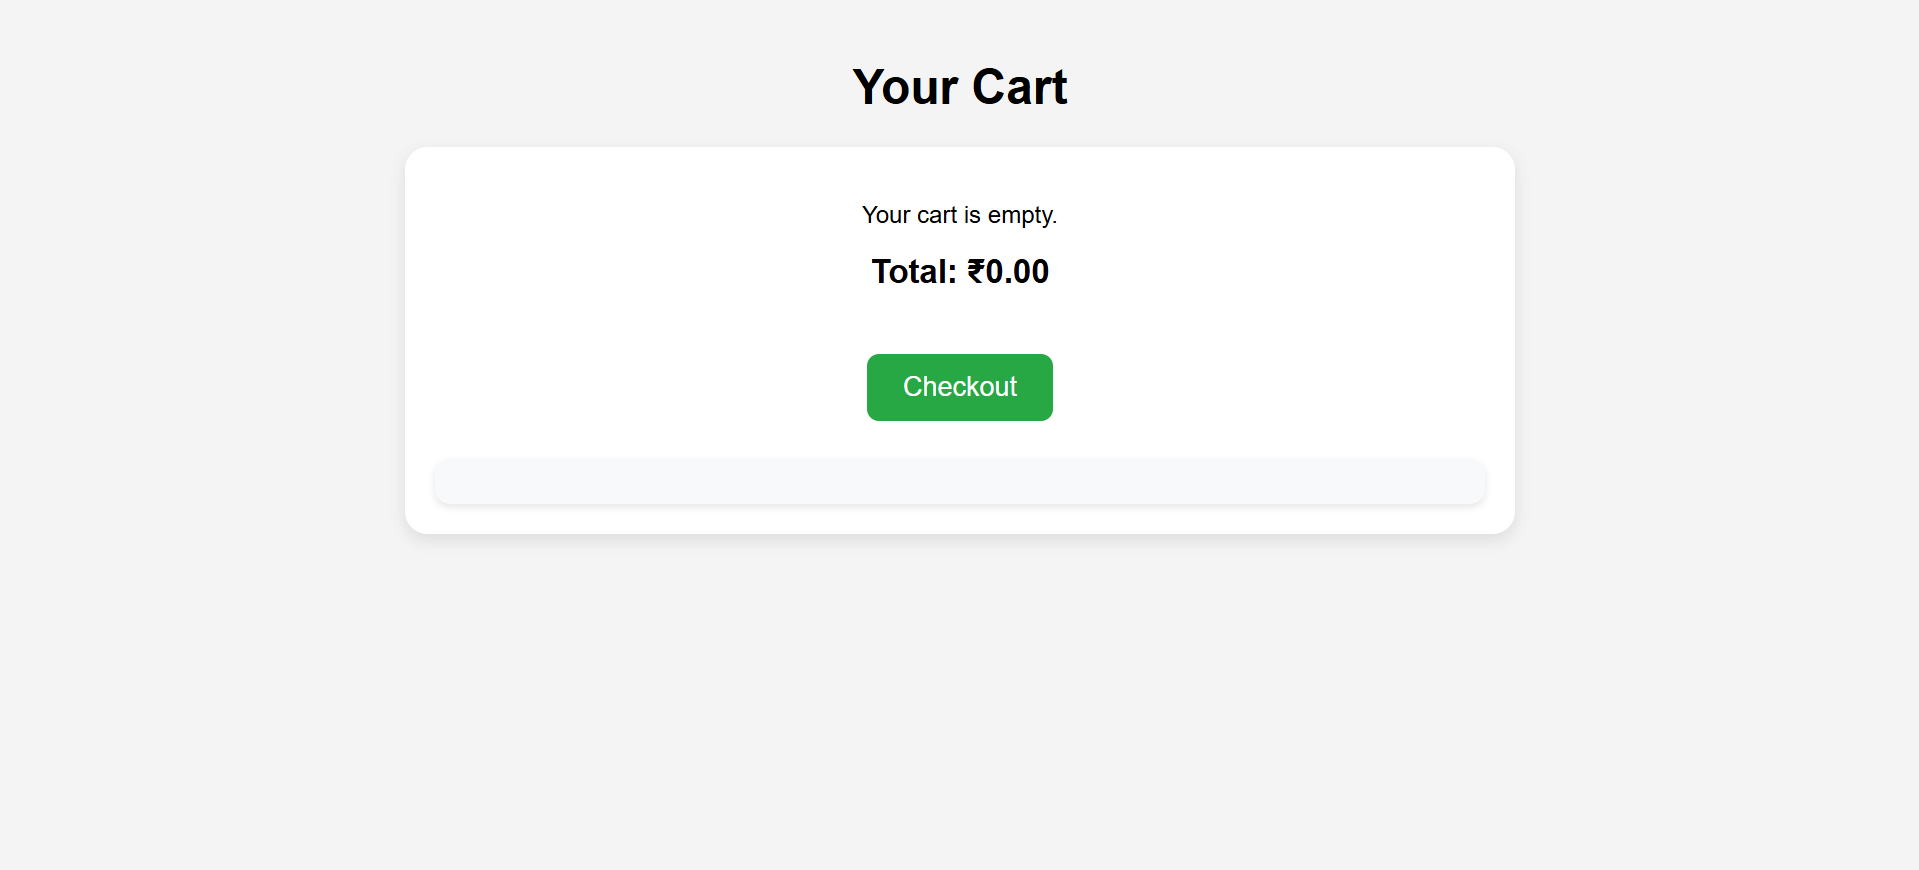 Your Cart
Your cart is empty.
Total: ₹0.00
Checkout